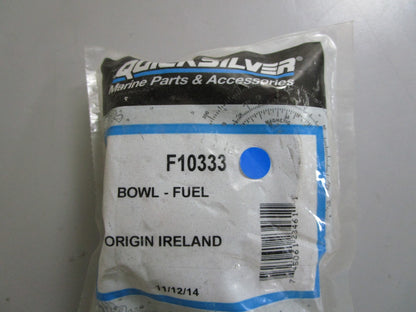 QUICKSILVER
Marine Parts & Accessories
F10333
BOWL - FUEL
ORIGIN IRELAND
11/12/14